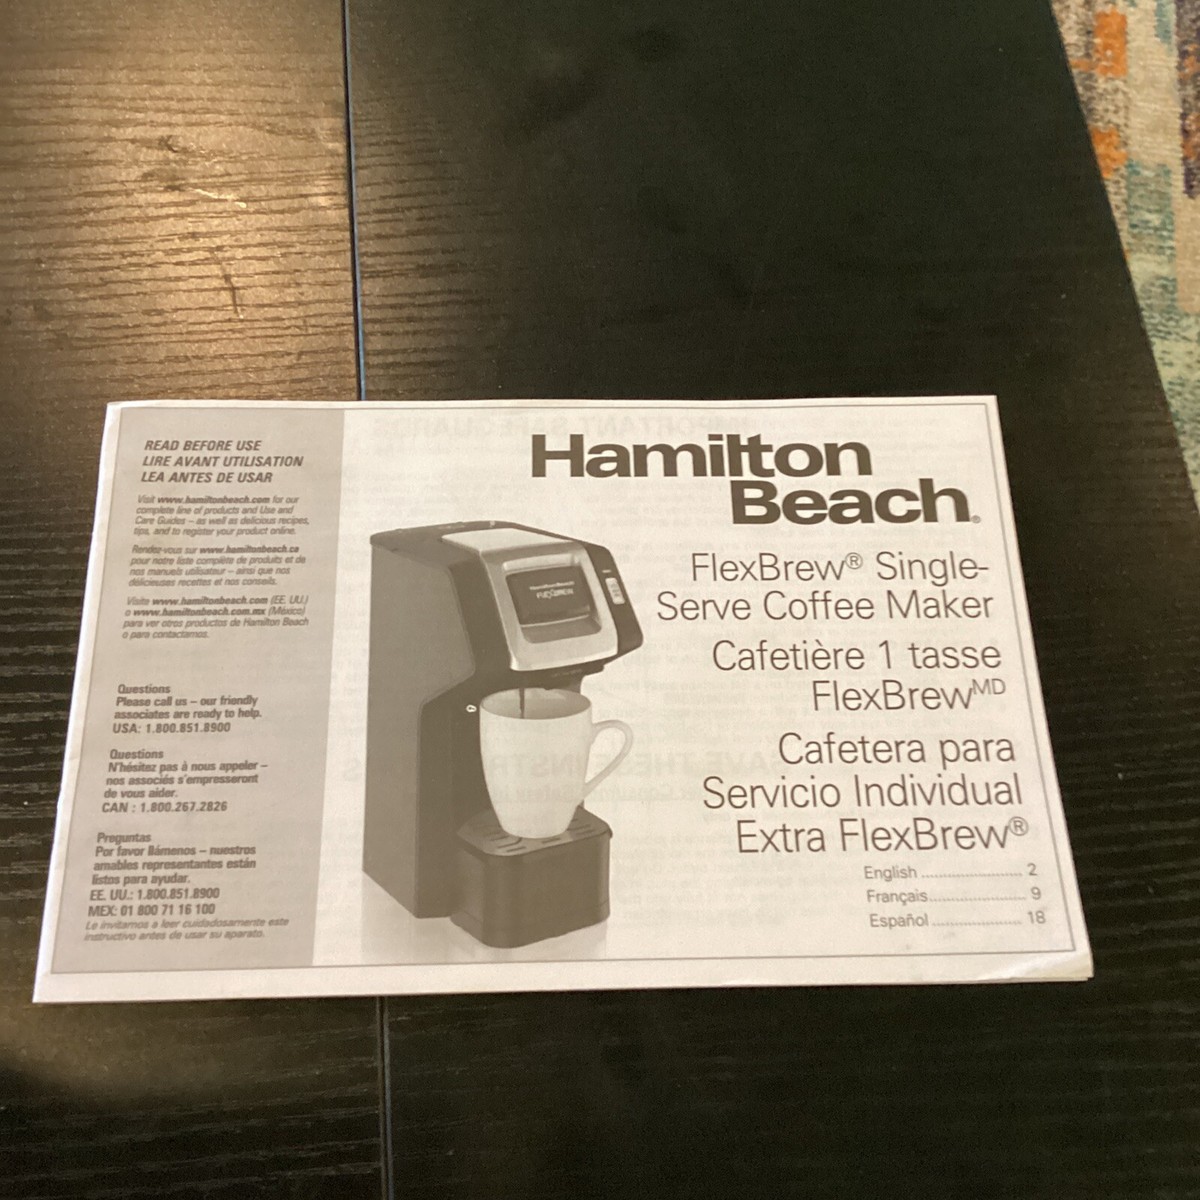 READ BEFORE USE
LIRE AVANT UTILISATION
LEA ANTES DE USAR
Visit www.hamiltonbeach.com for our
complete line of products and Use and
Care Guides – as well as delicious recipes,
tips, and to register your product online.
Rendez-vous sur www.hamiltonbeach.ca
pour notre liste complète de produits et de
nos manuels utilisateur – ainsi que nos
délicieuses recettes et nos conseils.
Visite www.hamiltonbeach.com (EE. UU.)
o www.hamiltonbeach.com.mx (México)
para ver otros productos de Hamilton Beach
o para contactarnos.
Questions
Please call us – our friendly
associates are ready to help.
USA: 1.800.851.8900
Questions
N'hésitez pas à nous appeler –
nos associés s'empresseront
de vous aider.
CAN : 1.800.267.2826
Preguntas
Por favor llámenos – nuestros
amables representantes están
listos para ayudar.
EE. UU.: 1.800.851.8900
MEX: 01 800 71 16 100
Le invitamos a leer cuidadosamente este
instructivo antes de usar su aparato.
Hamilton Beach
FLEXBREW
Hamilton
Beach®
FlexBrew® Single-
Serve Coffee Maker
Cafetière 1 tasse
FlexBrewMD
Cafetera para
Servicio Individual
Extra FlexBrew®
English ........................ 2
Français....................... 9
Español ..................... 18